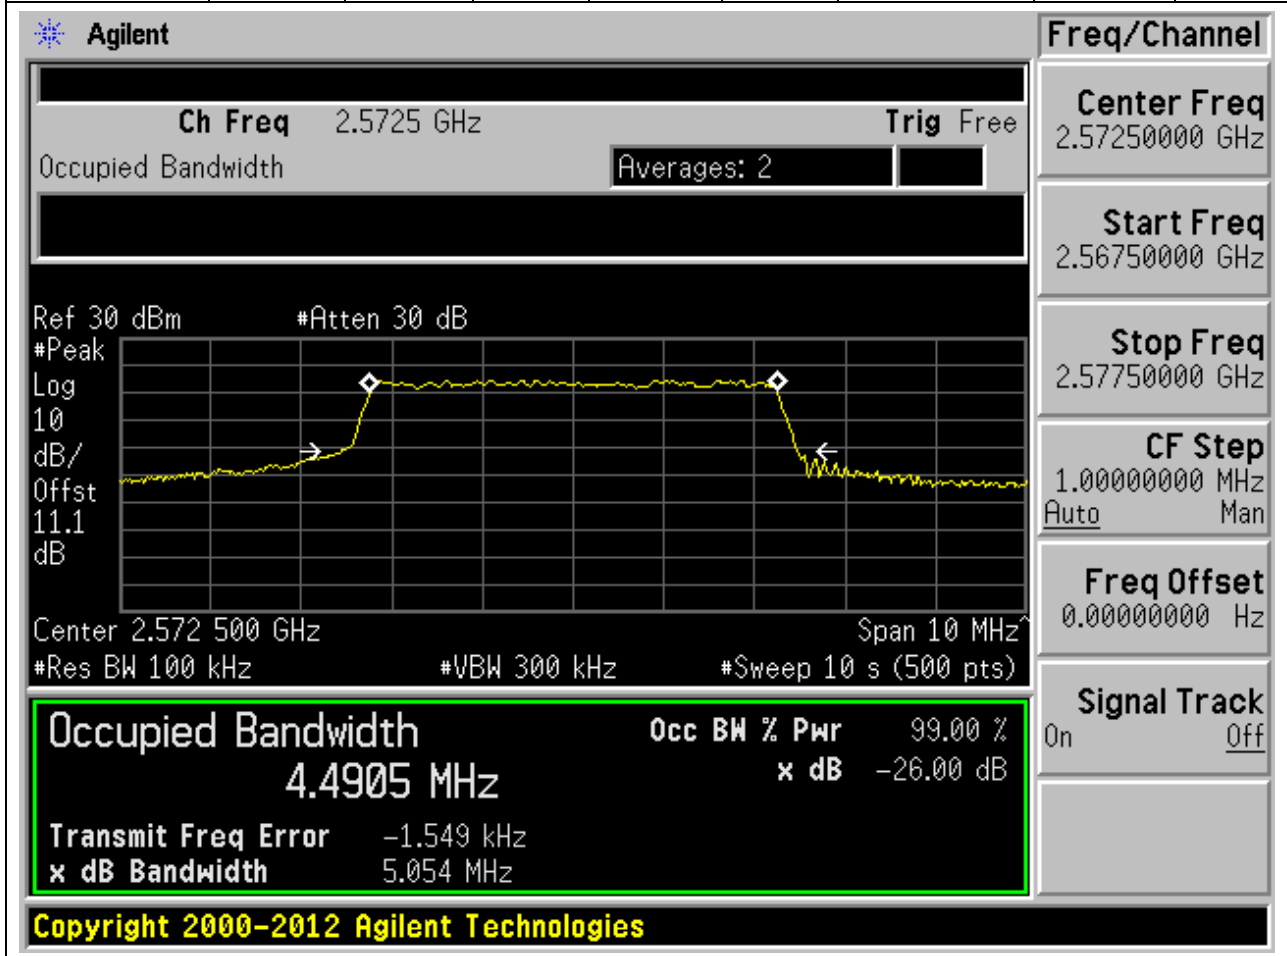 Agilent
Freq/Channel
Ch Freq 2.5725 GHz Trig Free
Occupied Bandwidth Averages: 2
Center Freq
2.57250000 GHz
Start Freq
2.56750000 GHz
Stop Freq
2.57750000 GHz
CF Step
1.00000000 MHz
Auto Man
Freq Offset
0.00000000 Hz
Signal Track
On Off
Ref 30 dBm #Atten 30 dB
#Peak
Log
10
dB/
Offst
11.1
dB
Center 2.572 500 GHz Span 10 MHz^
#Res BW 100 kHz #VBW 300 kHz #Sweep 10 s (500 pts)
Occupied Bandwidth
4.4905 MHz
Occ BW % Pwr 99.00 %
x dB -26.00 dB
Transmit Freq Error -1.549 kHz
x dB Bandwidth 5.054 MHz
Copyright 2000-2012 Agilent Technologies